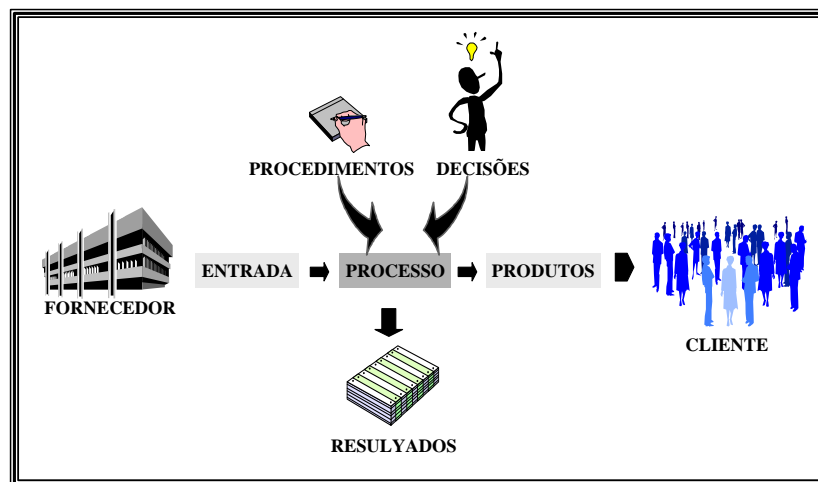 PROCEDIMENTOS
DECISÕES
ENTRADA
PROCESSO
PRODUTOS
FORNECEDOR
CLIENTE
RESULYADOS